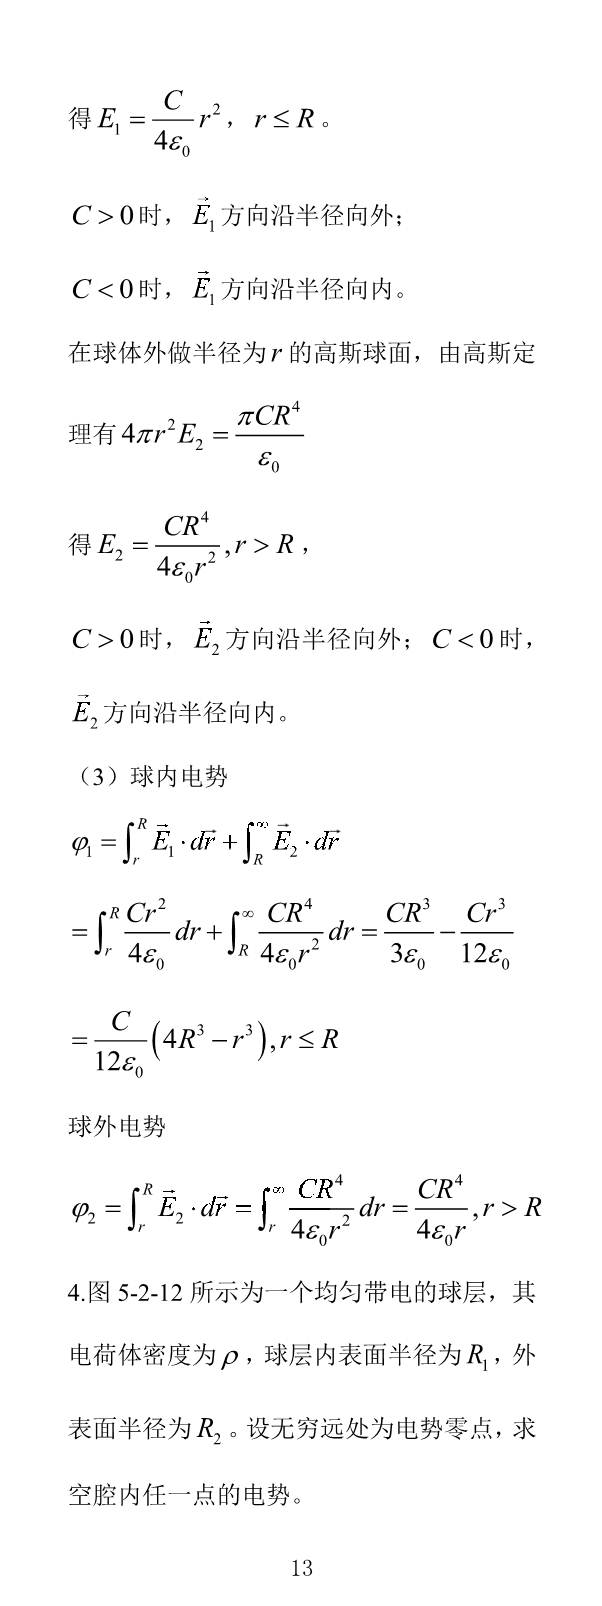 得 $E_1 = \frac{C}{4\varepsilon_0} r^2$，$r \leq R$。
$C > 0$ 时，$\vec{E}_1$ 方向沿半径向外；
$C < 0$ 时，$\vec{E}_1$ 方向沿半径向内。
在球体外做半径为 $r$ 的高斯球面，由高斯定
理有 $4\pi r^2 E_2 = \frac{\pi C R^4}{\varepsilon_0}$
得 $E_2 = \frac{CR^4}{4\varepsilon_0 r^2}, r > R$，
$C > 0$ 时，$\vec{E}_2$ 方向沿半径向外；$C < 0$ 时，
$\vec{E}_2$ 方向沿半径向内。
（3）球内电势
$\varphi_1 = \int_r^R \vec{E}_1 \cdot d\vec{r} + \int_R^\infty \vec{E}_2 \cdot d\vec{r}$
$= \int_r^R \frac{Cr^2}{4\varepsilon_0} dr + \int_R^\infty \frac{CR^4}{4\varepsilon_0 r^2} dr = \frac{CR^3}{3\varepsilon_0} - \frac{Cr^3}{12\varepsilon_0}$
$= \frac{C}{12\varepsilon_0} \left(4R^3 - r^3\right), r \leq R$
球外电势
$\varphi_2 = \int_r^R \vec{E}_2 \cdot d\vec{r} = \int_r^\infty \frac{CR^4}{4\varepsilon_0 r^2} dr = \frac{CR^4}{4\varepsilon_0 r}, r > R$
4.图 5-2-12 所示为一个均匀带电的球层，其
电荷体密度为 $\rho$，球层内表面半径为 $R_1$，外
表面半径为 $R_2$。设无穷远处为电势零点，求
空腔内任一点的电势。
13